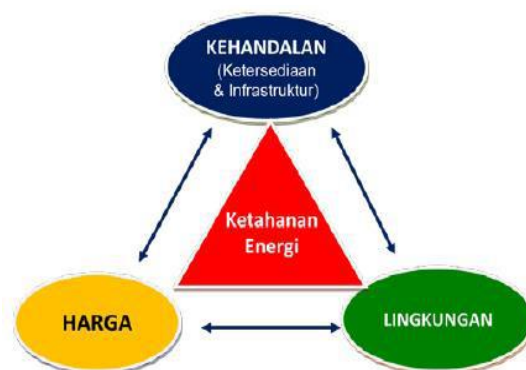 KEHANDALAN
(Ketersediaan
& Infrastruktur)
Ketahanan
Energi
HARGA
LINGKUNGAN